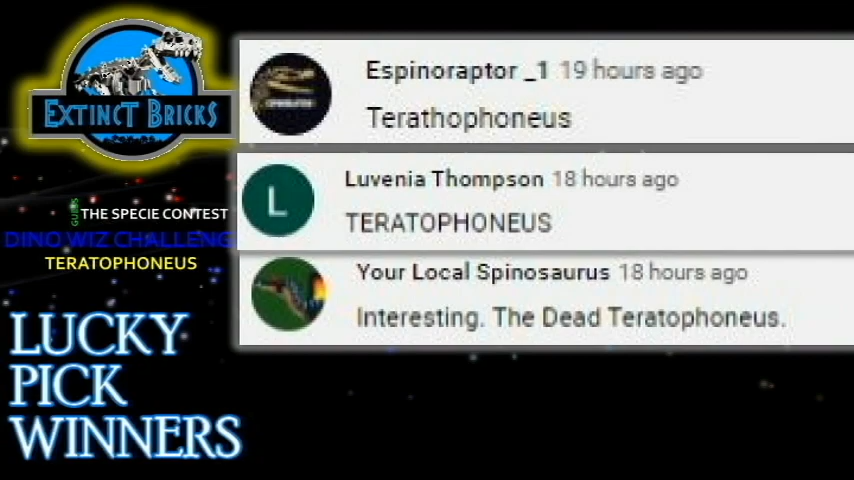 EXTINCT BRICKS
GUESS THE SPECIE CONTEST
DINO WIZ CHALLENG
TERATOPHONEUS
LUCKY
PICK
WINNERS
Espinoraptor _1 19 hours ago
Terathophoneus
L
Luvenia Thompson 18 hours ago
TERATOPHONEUS
Your Local Spinosaurus 18 hours ago
Interesting. The Dead Teratophoneus.